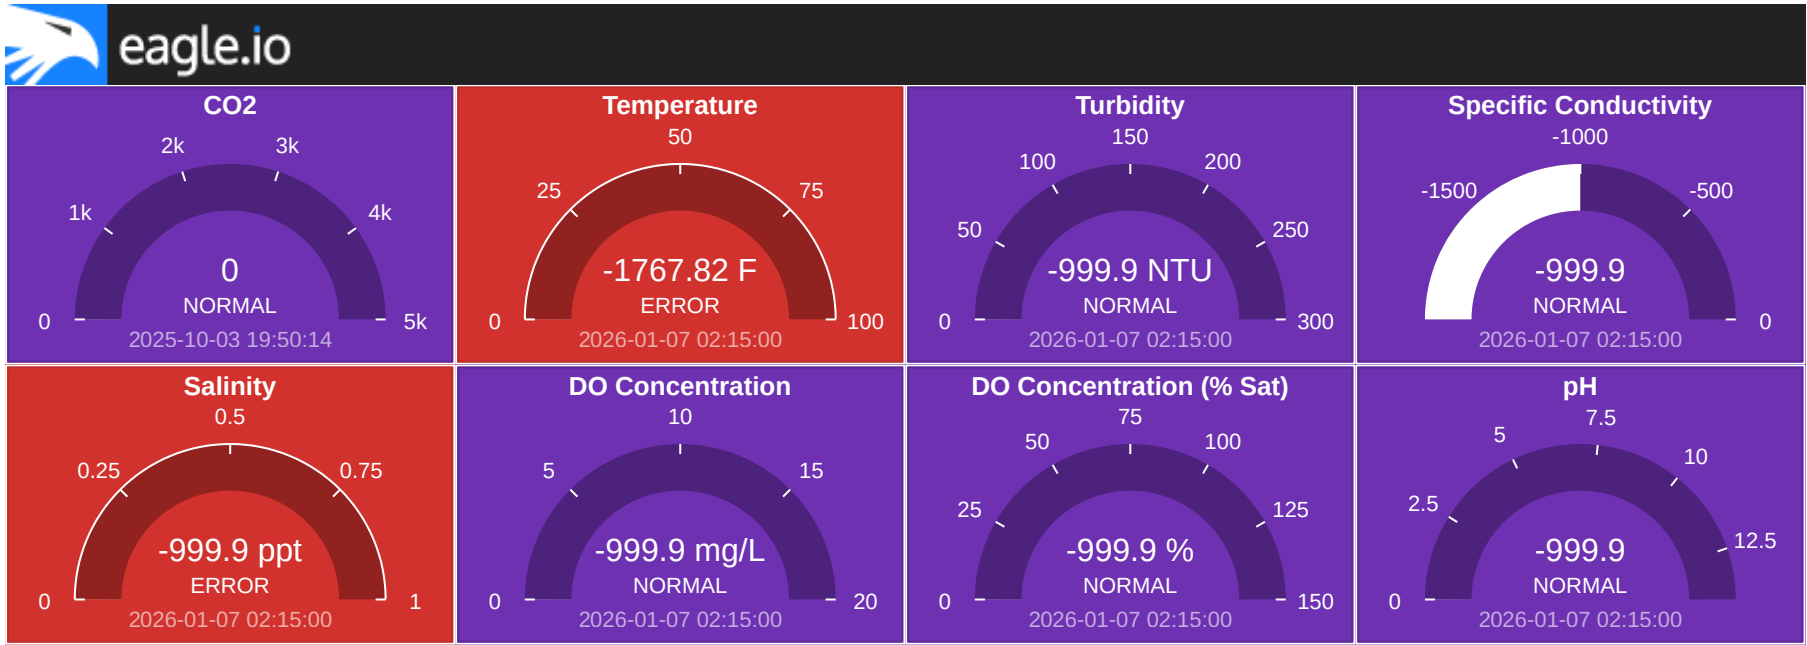 eagle.io
CO2
2k 3k
1k 4k
0
NORMAL
0 5k
2025-10-03 19:50:14
Temperature
50
25 75
-1767.82 F
ERROR
0 100
2026-01-07 02:15:00
Turbidity
150
100 200
50 250
-999.9 NTU
NORMAL
0 300
2026-01-07 02:15:00
Specific Conductivity
-1000
-1500 -500
-999.9
NORMAL
0
2026-01-07 02:15:00
Salinity
0.5
0.25 0.75
-999.9 ppt
ERROR
0 1
2026-01-07 02:15:00
DO Concentration
10
5 15
-999.9 mg/L
NORMAL
0 20
2026-01-07 02:15:00
DO Concentration (% Sat)
75
50 100
25 125
-999.9 %
NORMAL
0 150
2026-01-07 02:15:00
pH
7.5
5 10
2.5 12.5
-999.9
NORMAL
0
2026-01-07 02:15:00